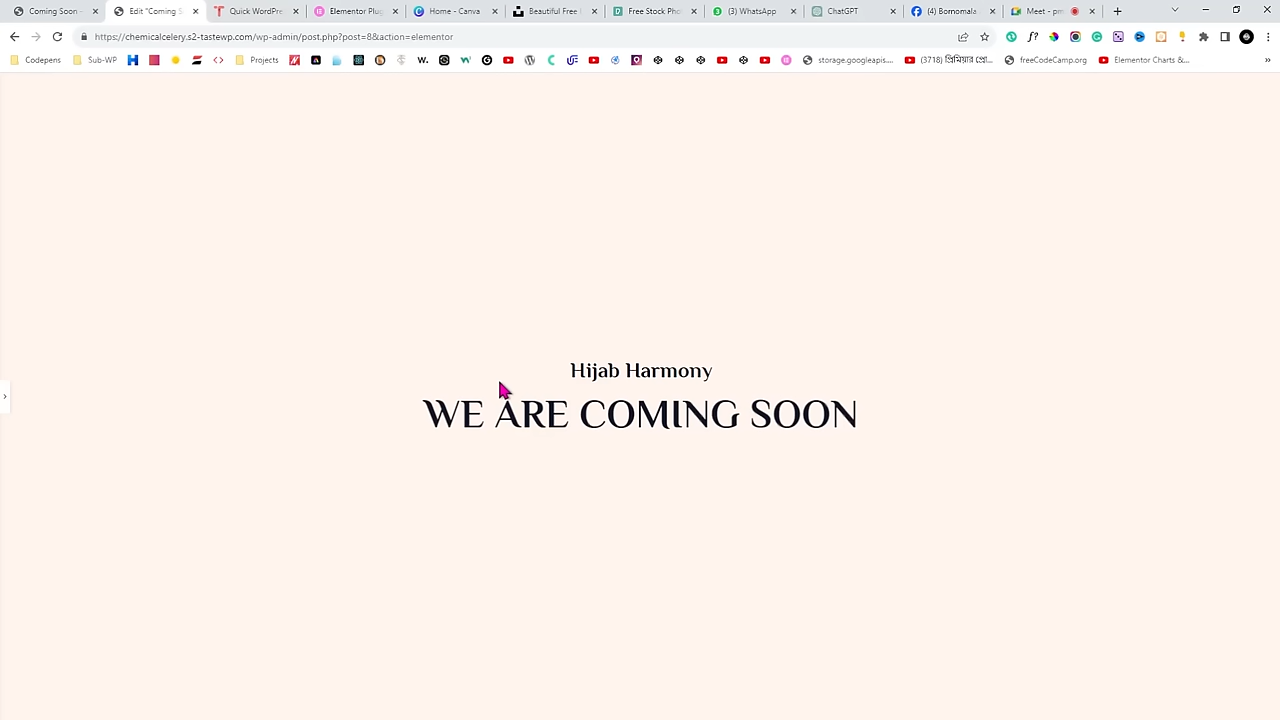 Coming Soon -
Edit "Coming S
Quick WordPre
Elementor Plug
Home - Canva
Beautiful Free
Free Stock Pho
(3) WhatsApp
ChatGPT
(4) Bornomala
Meet - p
https://chemicalcelery.s2-tastewp.com/wp-admin/post.php?post=8&action=elementor
Codepens
Sub-WP
Projects
storage.googleapis....
freeCodeCamp.org
Elementor Charts &...
Hijab Harmony
WE ARE COMING SOON